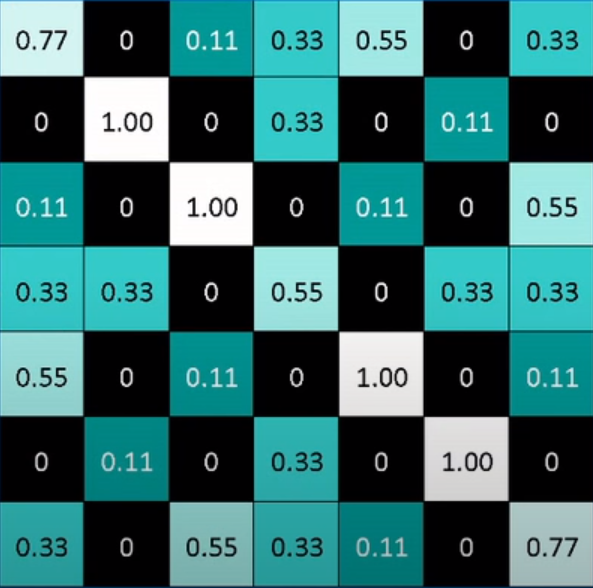 0.77 0 0.11 0.33 0.55 0 0.33
0 1.00 0 0.33 0 0.11 0
0.11 0 1.00 0 0.11 0 0.55
0.33 0.33 0 0.55 0 0.33 0.33
0.55 0 0.11 0 1.00 0 0.11
0 0.11 0 0.33 0 1.00 0
0.33 0 0.55 0.33 0.11 0 0.77